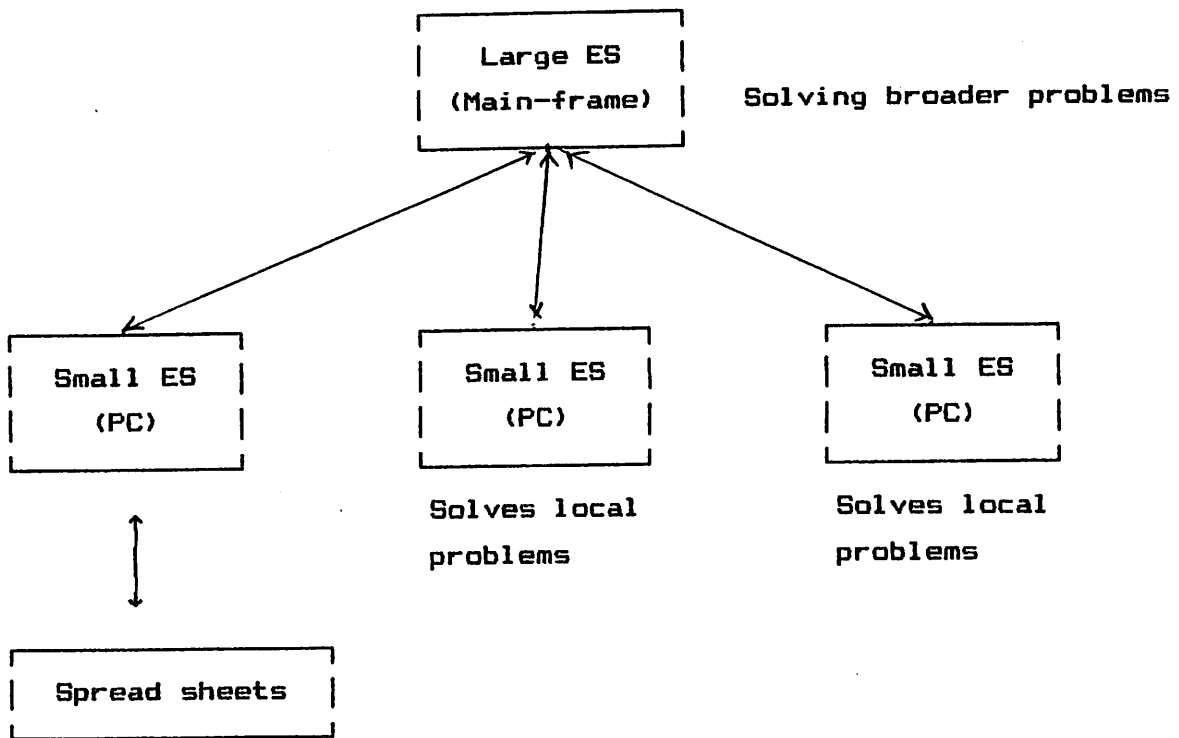 Large ES
(Main-frame)
Solving broader problems
Small ES
(PC)
Small ES
(PC)
Small ES
(PC)
Solves local
problems
Solves local
problems
Spread sheets